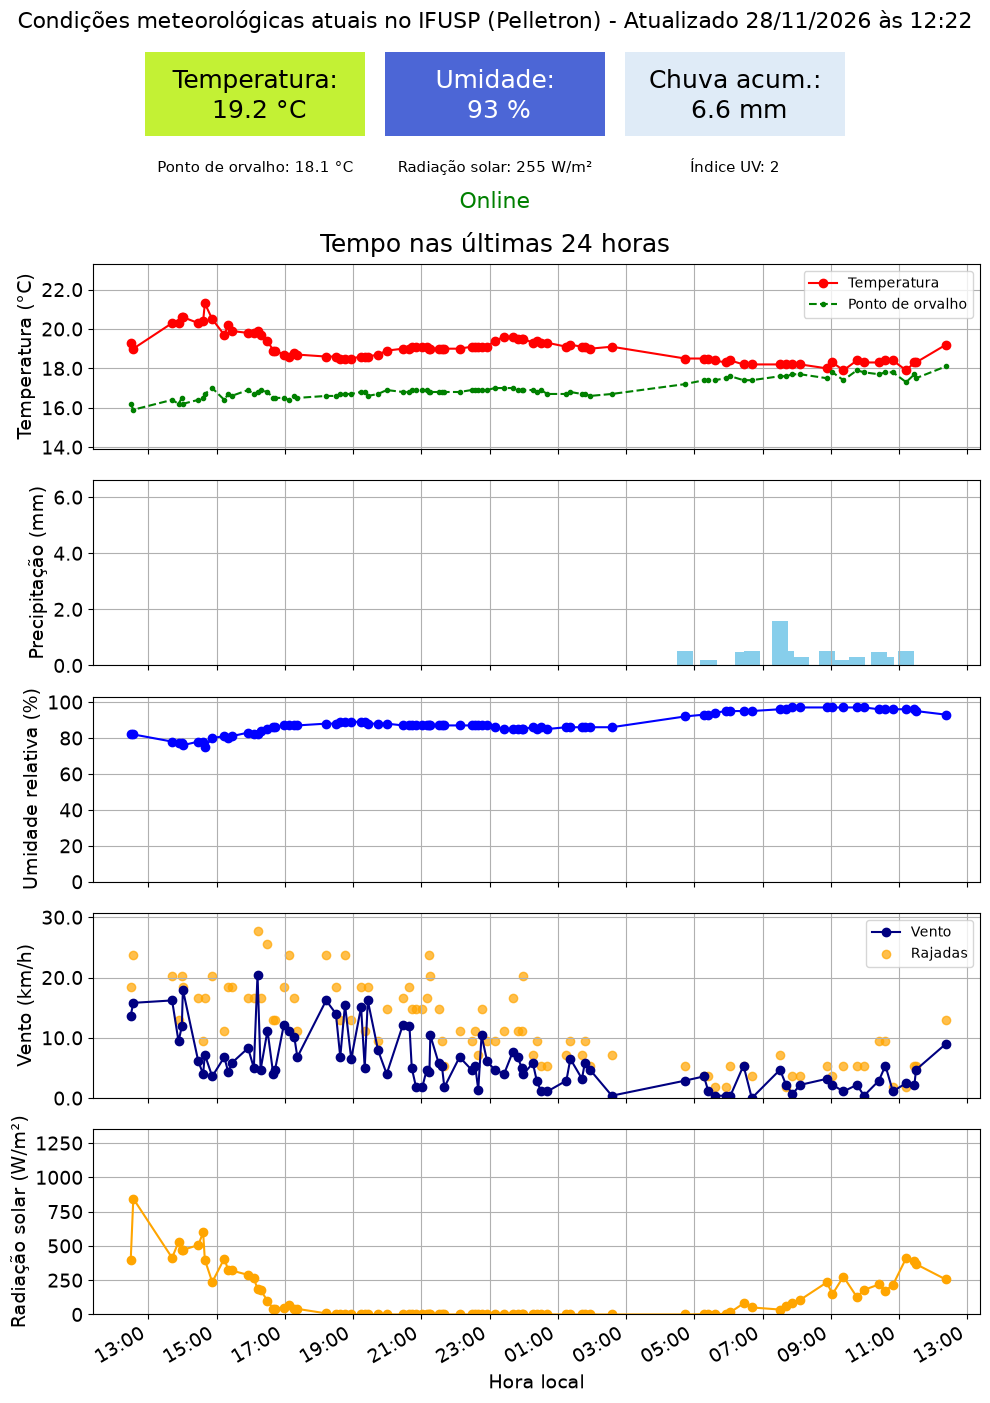 Condições meteorológicas atuais no IFUSP (Pelletron) - Atualizado 28/11/2026 às 12:22
Temperatura:
19.2 °C
Umidade:
93 %
Chuva acum.:
6.6 mm
Ponto de orvalho: 18.1 °C
Radiação solar: 255 W/m²
Índice UV: 2
Online
Tempo nas últimas 24 horas
Temperatura (°C)
22.0
20.0
18.0
16.0
14.0
Temperatura
Ponto de orvalho
Precipitação (mm)
6.0
4.0
2.0
0.0
Umidade relativa (%)
100
80
60
40
20
0
Vento (km/h)
30.0
20.0
10.0
0.0
Vento
Rajadas
Radiação solar (W/m²)
1250
1000
750
500
250
0
13:00
15:00
17:00
19:00
21:00
23:00
01:00
03:00
05:00
07:00
09:00
11:00
13:00
Hora local